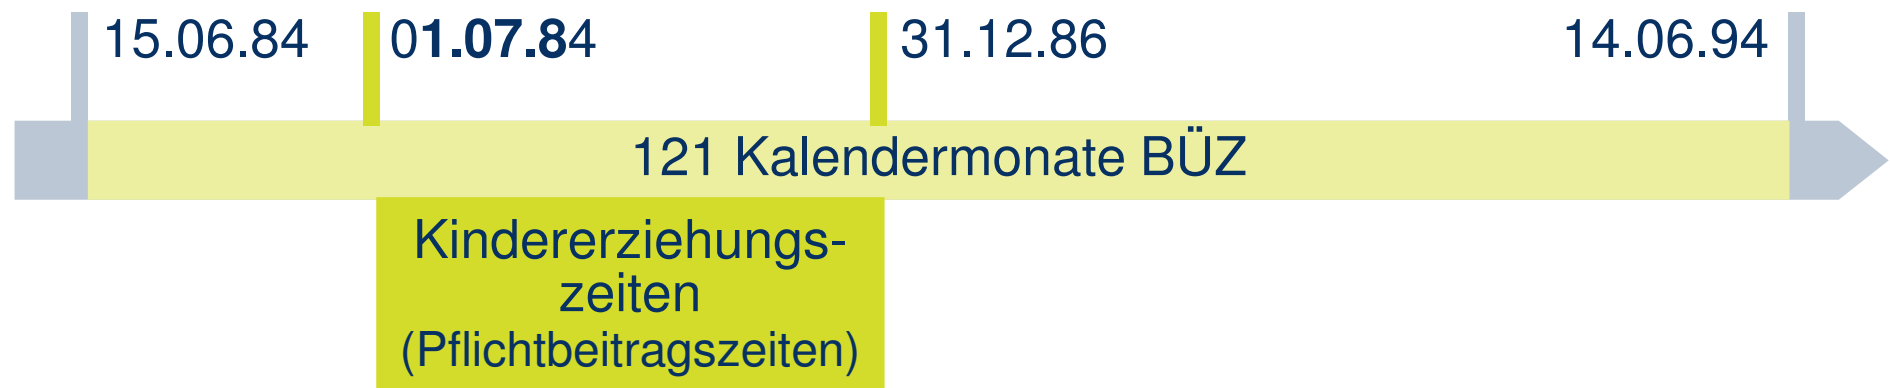 15.06.84 01.07.84 31.12.86 14.06.94
121 Kalendermonate BÜZ
Kindererziehungs-
zeiten
(Pflichtbeitragszeiten)